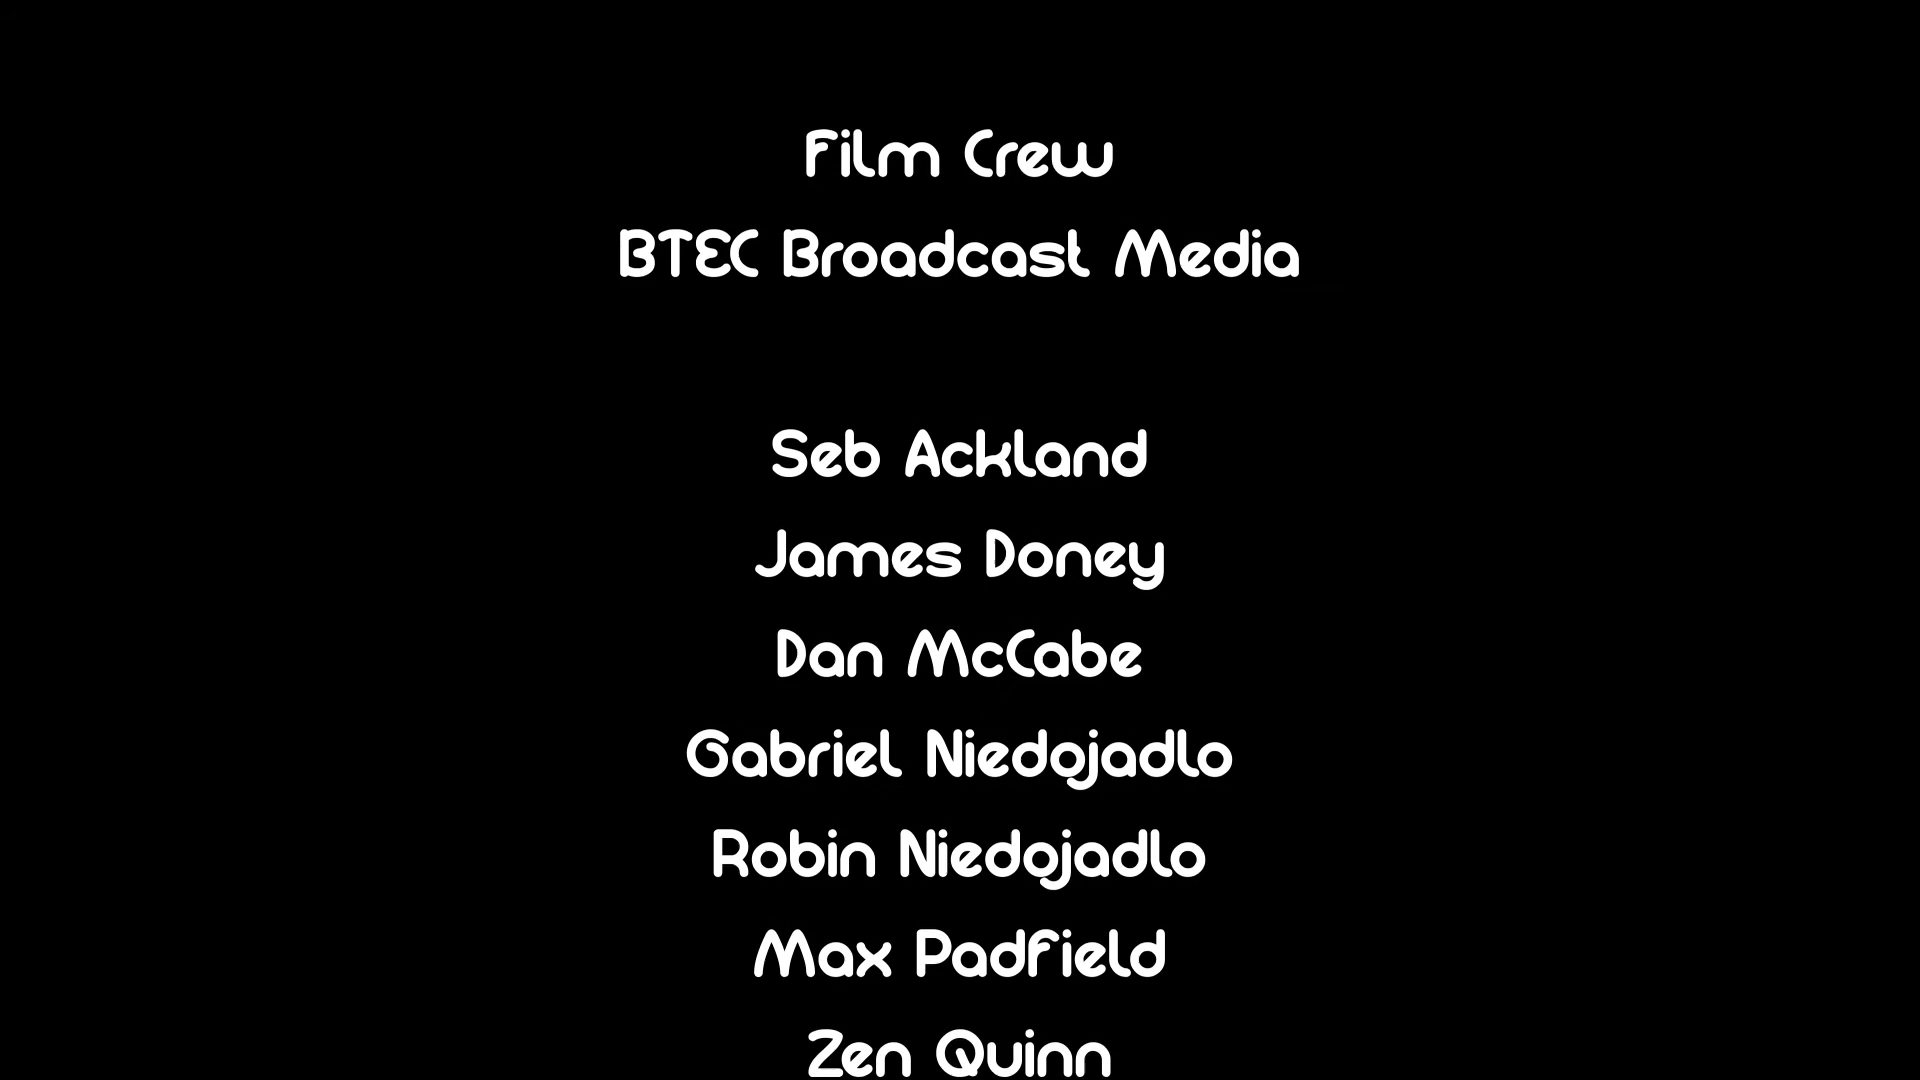 Film Crew
BTEC Broadcast Media
Seb Ackland
James Doney
Dan McCabe
Gabriel Niedojadlo
Robin Niedojadlo
Max Padfield
Zen Quinn